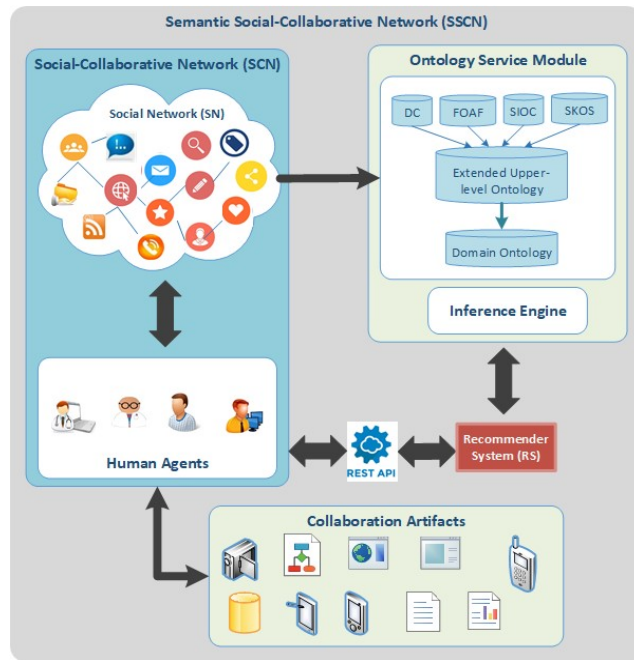 Semantic Social-Collaborative Network (SSCN)
Social-Collaborative Network (SCN)
Social Network (SN)
Human Agents
Ontology Service Module
DC
FOAF
SIOC
SKOS
Extended Upper-
level Ontology
Domain Ontology
Inference Engine
REST API
Recommender
System (RS)
Collaboration Artifacts